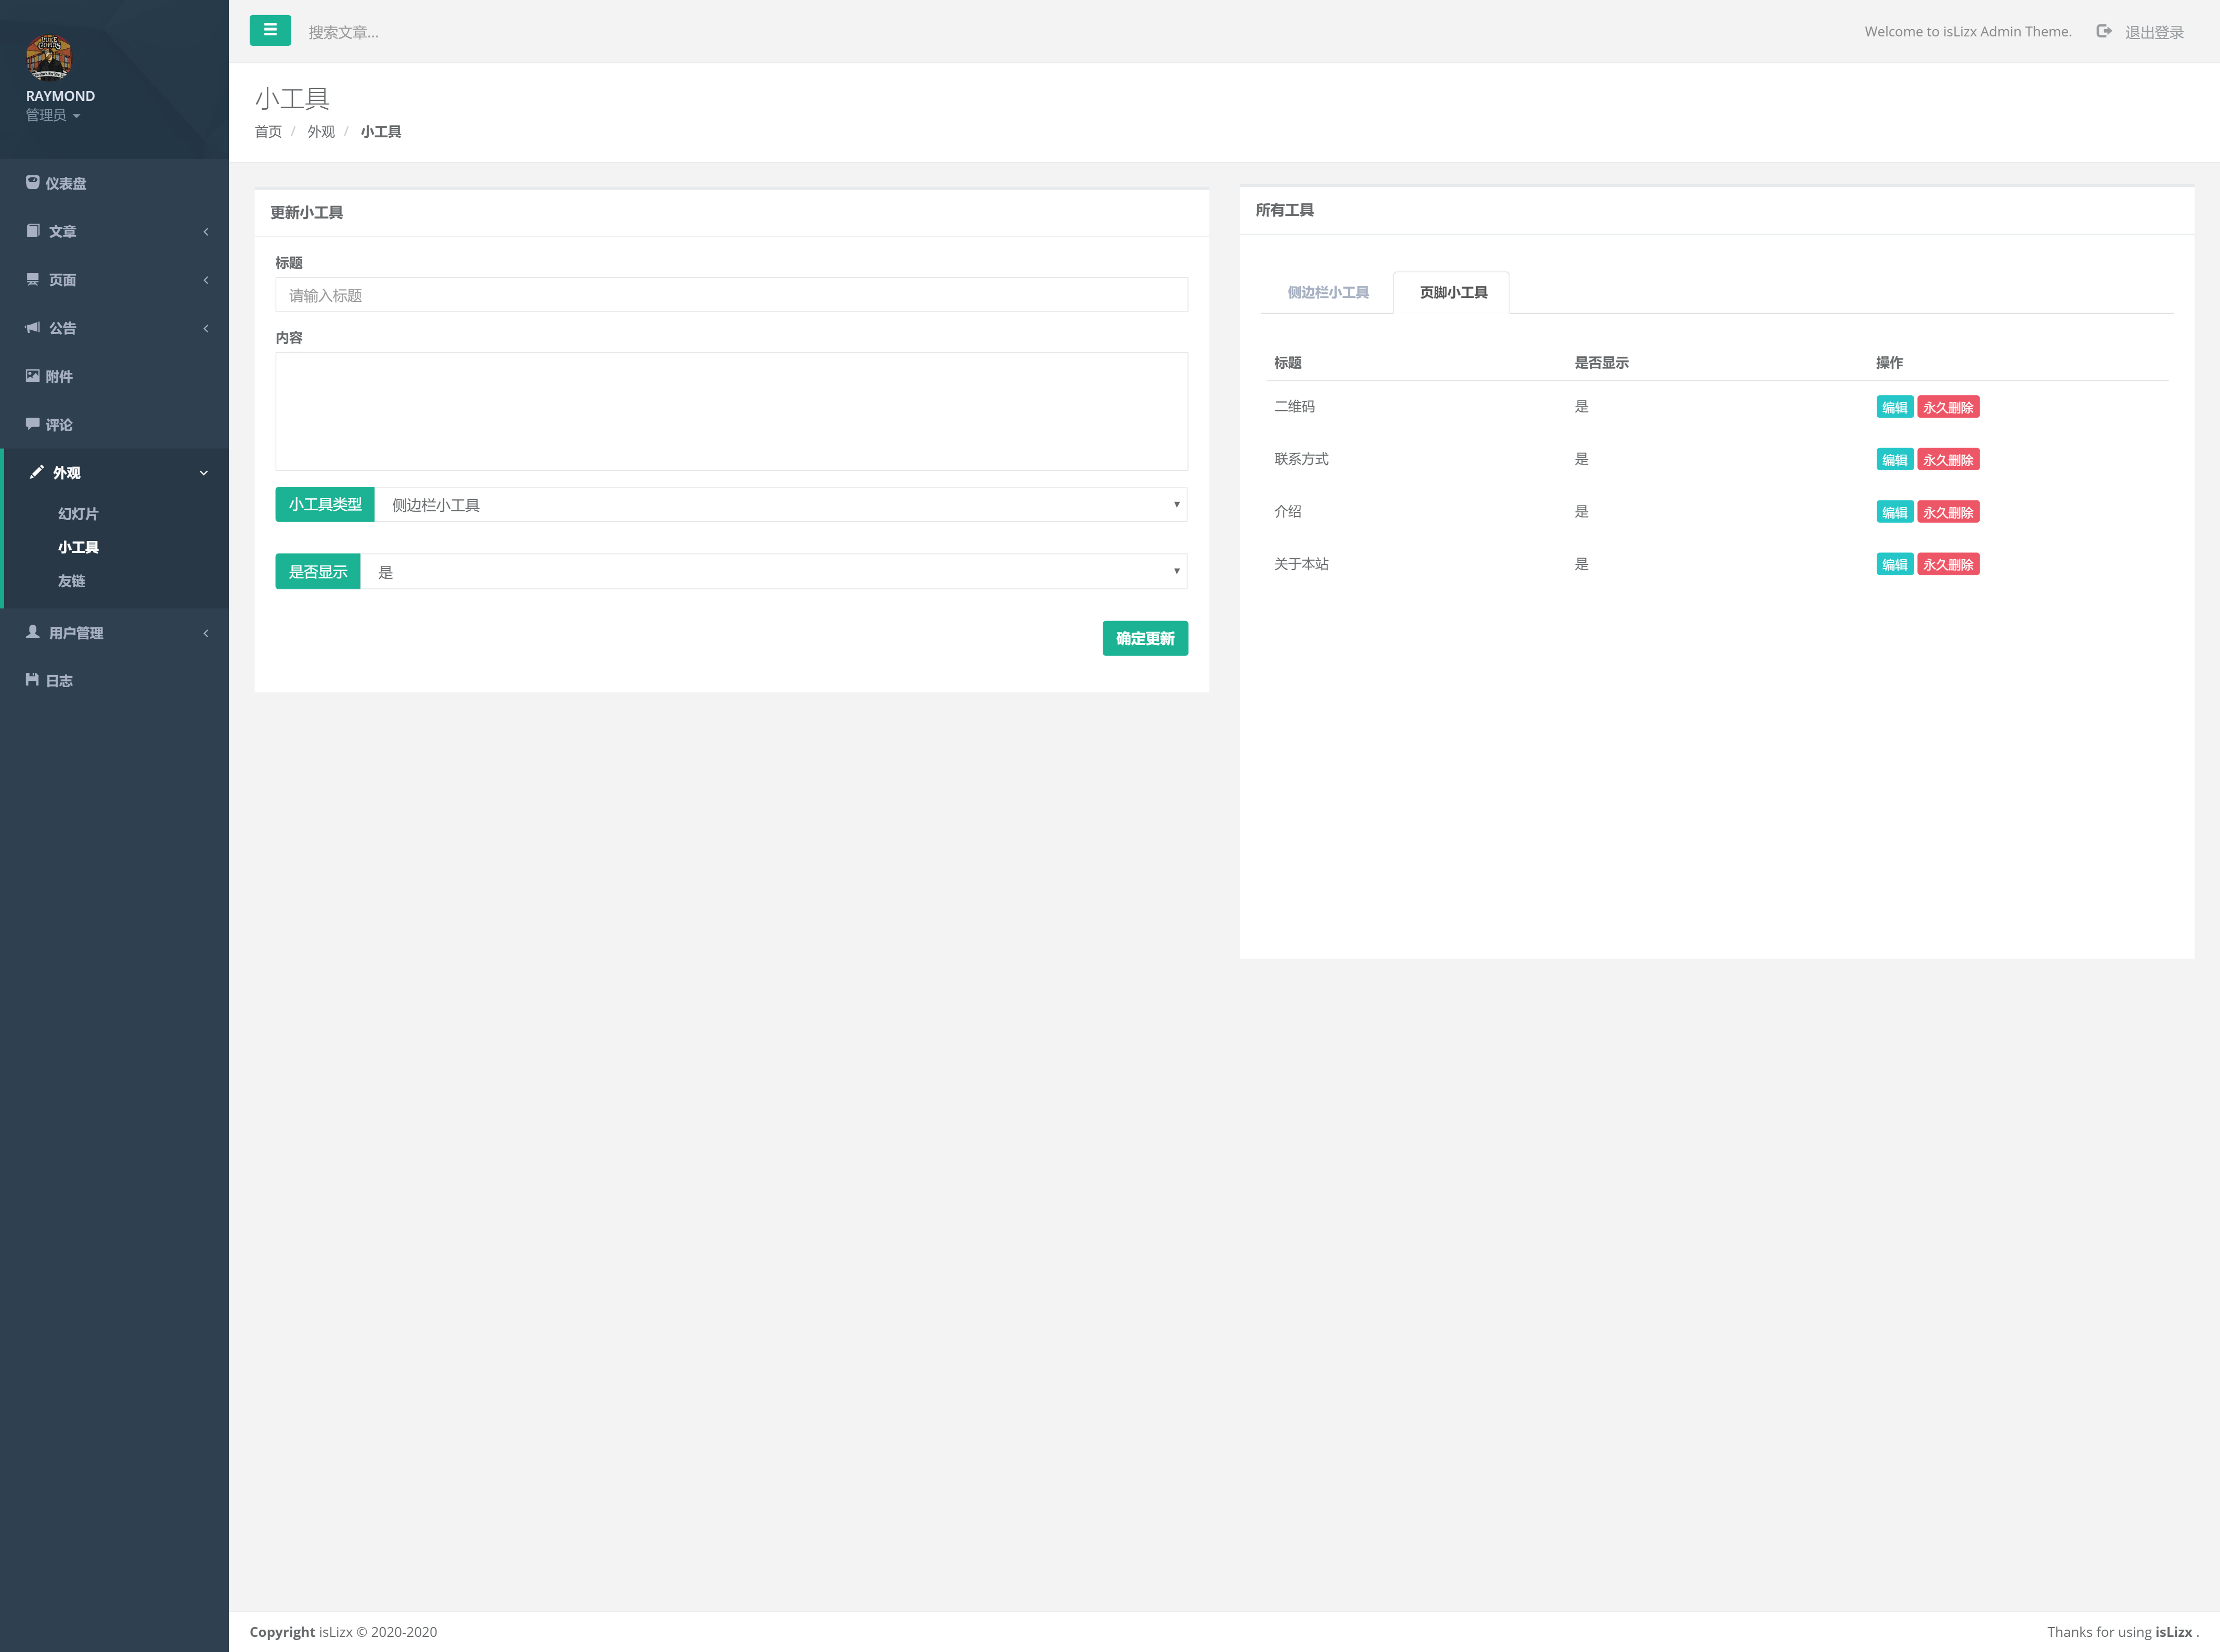 RAYMOND
管理员
仪表盘
文章
页面
公告
附件
评论
外观
幻灯片
小工具
友链
用户管理
日志
搜索文章...
Welcome to isLizx Admin Theme.
退出登录
小工具
首页 / 外观 / 小工具
更新小工具
标题
请输入标题
内容
小工具类型 侧边栏小工具
是否显示 是
确定更新
所有工具
侧边栏小工具 页脚小工具
标题 是否显示 操作
二维码 是 编辑 永久删除
联系方式 是 编辑 永久删除
介绍 是 编辑 永久删除
关于本站 是 编辑 永久删除
Copyright isLizx © 2020-2020
Thanks for using isLizx .